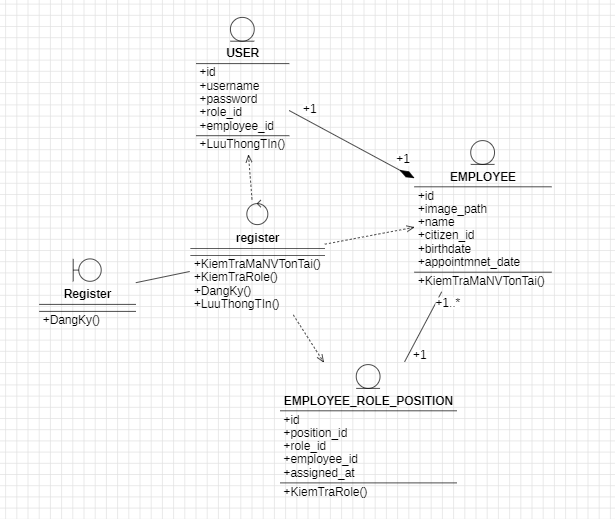 USER
+id
+username
+password
+role_id
+employee_id
+LuuThongTIn()
+1
+1
EMPLOYEE
+id
+image_path
+name
+citizen_id
+birthdate
+appointmnet_date
+KiemTraMaNVTonTai()
register
+KiemTraMaNVTonTai()
+KiemTraRole()
+DangKy()
+LuuThongTIn()
Register
+DangKy()
+1..*
+1
EMPLOYEE_ROLE_POSITION
+id
+position_id
+role_id
+employee_id
+assigned_at
+KiemTraRole()